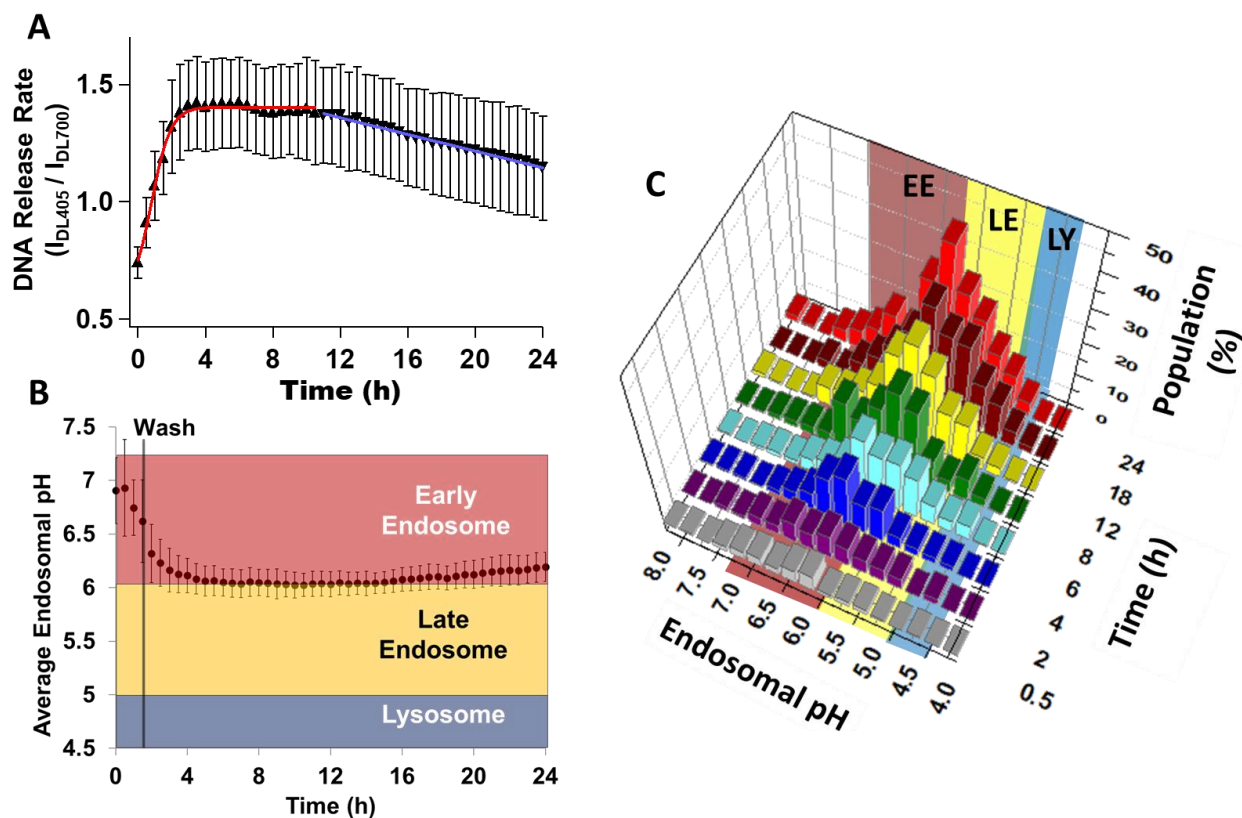 A
DNA Release Rate
(I_DL405 / I_DL700)
1.5
1.0
0.5
0 4 8 12 16 20 24
Time (h)
B
Wash
Average Endosomal pH
7.5
7
6.5
6
5.5
5
4.5
Early
Endosome
Late
Endosome
Lysosome
0 4 8 12 16 20 24
Time (h)
C
EE
LE
LY
50
40
30
20
10
0
Population
(%)
24
18
12
8
6
4
2
0.5
Time (h)
8.0
7.5
7.0
6.5
6.0
5.5
5.0
4.5
4.0
Endosomal pH